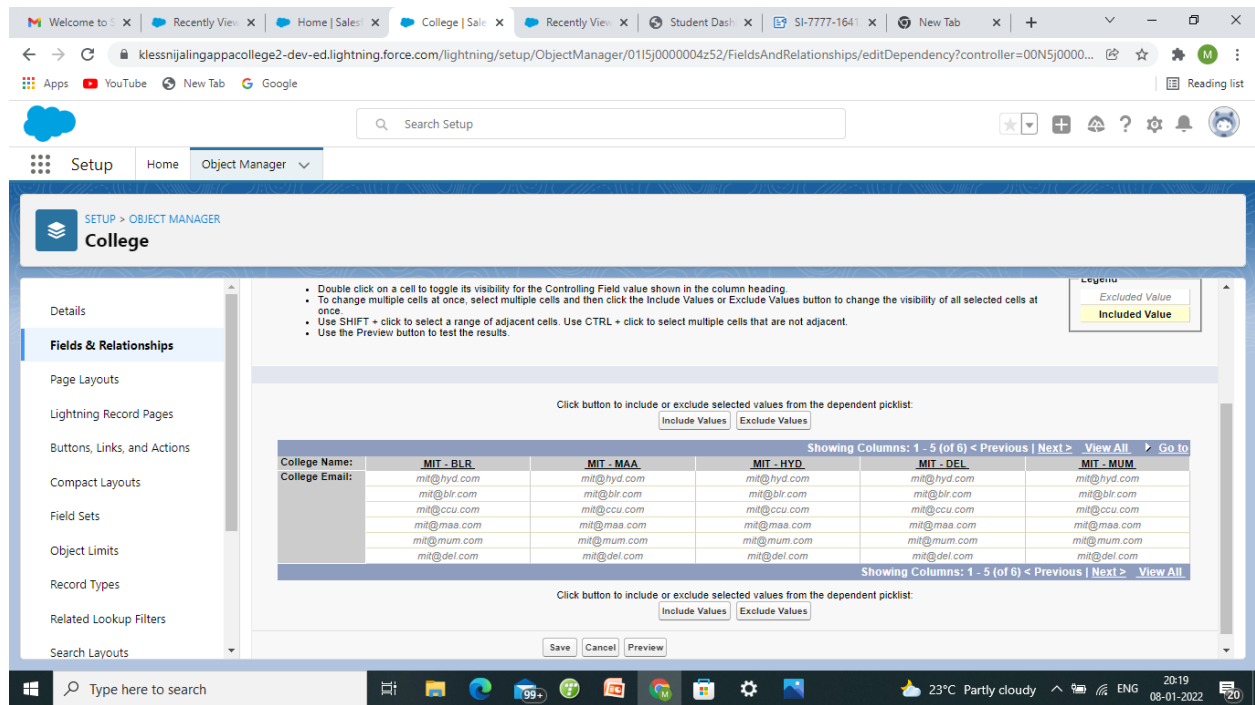 Welcome to S
Recently View
Home | Sales
College | Sale
Recently View
Student Dash
SI-7777-1641
New Tab
klessnijalingappacollege2-dev-ed.lightning.force.com/lightning/setup/ObjectManager/01I5j0000004z52/FieldsAndRelationships/editDependency?controller=00N5j0000...
M
Apps YouTube New Tab G Google Reading list
Search Setup
Setup Home Object Manager
SETUP > OBJECT MANAGER
College
Details
Fields & Relationships
Page Layouts
Lightning Record Pages
Buttons, Links, and Actions
Compact Layouts
Field Sets
Object Limits
Record Types
Related Lookup Filters
Search Layouts
Double click on a cell to toggle its visibility for the Controlling Field value shown in the column heading.
To change multiple cells at once, select multiple cells and then click the Include Values or Exclude Values button to change the visibility of all selected cells at
once.
Use SHIFT + click to select a range of adjacent cells. Use CTRL + click to select multiple cells that are not adjacent.
Use the Preview button to test the results.
Legend
Excluded Value
Included Value
Click button to include or exclude selected values from the dependent picklist:
Include Values Exclude Values
Showing Columns: 1 - 5 (of 6) < Previous | Next > View All Go to
College Name: MIT - BLR MIT - MAA MIT - HYD MIT - DEL MIT - MUM
College Email: mit@hyd.com mit@hyd.com mit@hyd.com mit@hyd.com mit@hyd.com
mit@blr.com mit@blr.com mit@blr.com mit@blr.com mit@blr.com
mit@ccu.com mit@ccu.com mit@ccu.com mit@ccu.com mit@ccu.com
mit@maa.com mit@maa.com mit@maa.com mit@maa.com mit@maa.com
mit@mum.com mit@mum.com mit@mum.com mit@mum.com mit@mum.com
mit@del.com mit@del.com mit@del.com mit@del.com mit@del.com
Showing Columns: 1 - 5 (of 6) < Previous | Next > View All
Click button to include or exclude selected values from the dependent picklist:
Include Values Exclude Values
Save Cancel Preview
Type here to search
99+
23°C Partly cloudy
ENG
20:19
08-01-2022
20